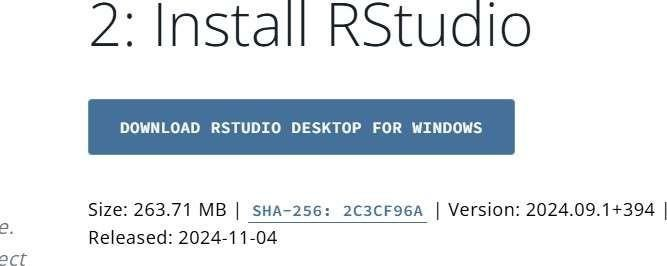 2: Install RStudio
DOWNLOAD RSTUDIO DESKTOP FOR WINDOWS
Size: 263.71 MB | SHA-256: 2C3CF96A | Version: 2024.09.1+394 |
e.
Released: 2024-11-04
ect